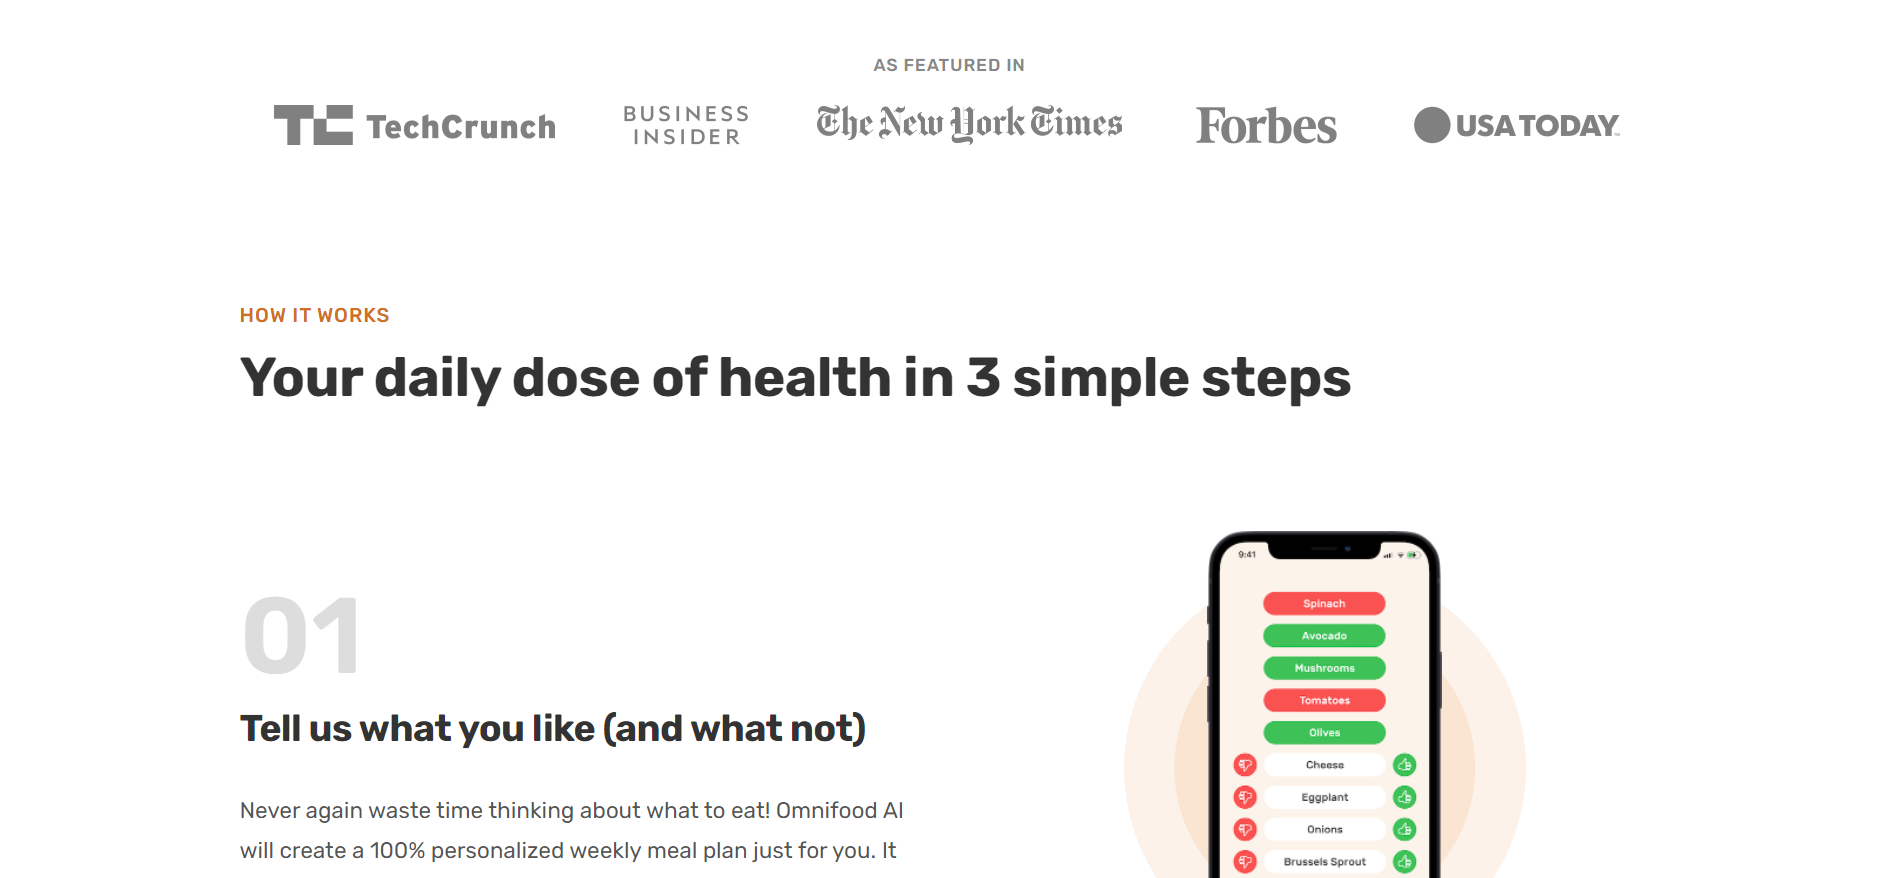 AS FEATURED IN
TC TechCrunch
BUSINESS
INSIDER
The New York Times
Forbes
USA TODAY
HOW IT WORKS
Your daily dose of health in 3 simple steps
01
Tell us what you like (and what not)
Never again waste time thinking about what to eat! Omnifood AI
will create a 100% personalized weekly meal plan just for you. It
9:41
Spinach
Avocado
Mushrooms
Tomatoes
Olives
Cheese
Eggplant
Onions
Brussels Sprout